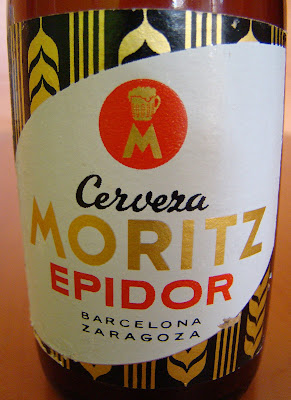 M
Cerveza
MORITZ
EPIDOR
BARCELONA
ZARAGOZA